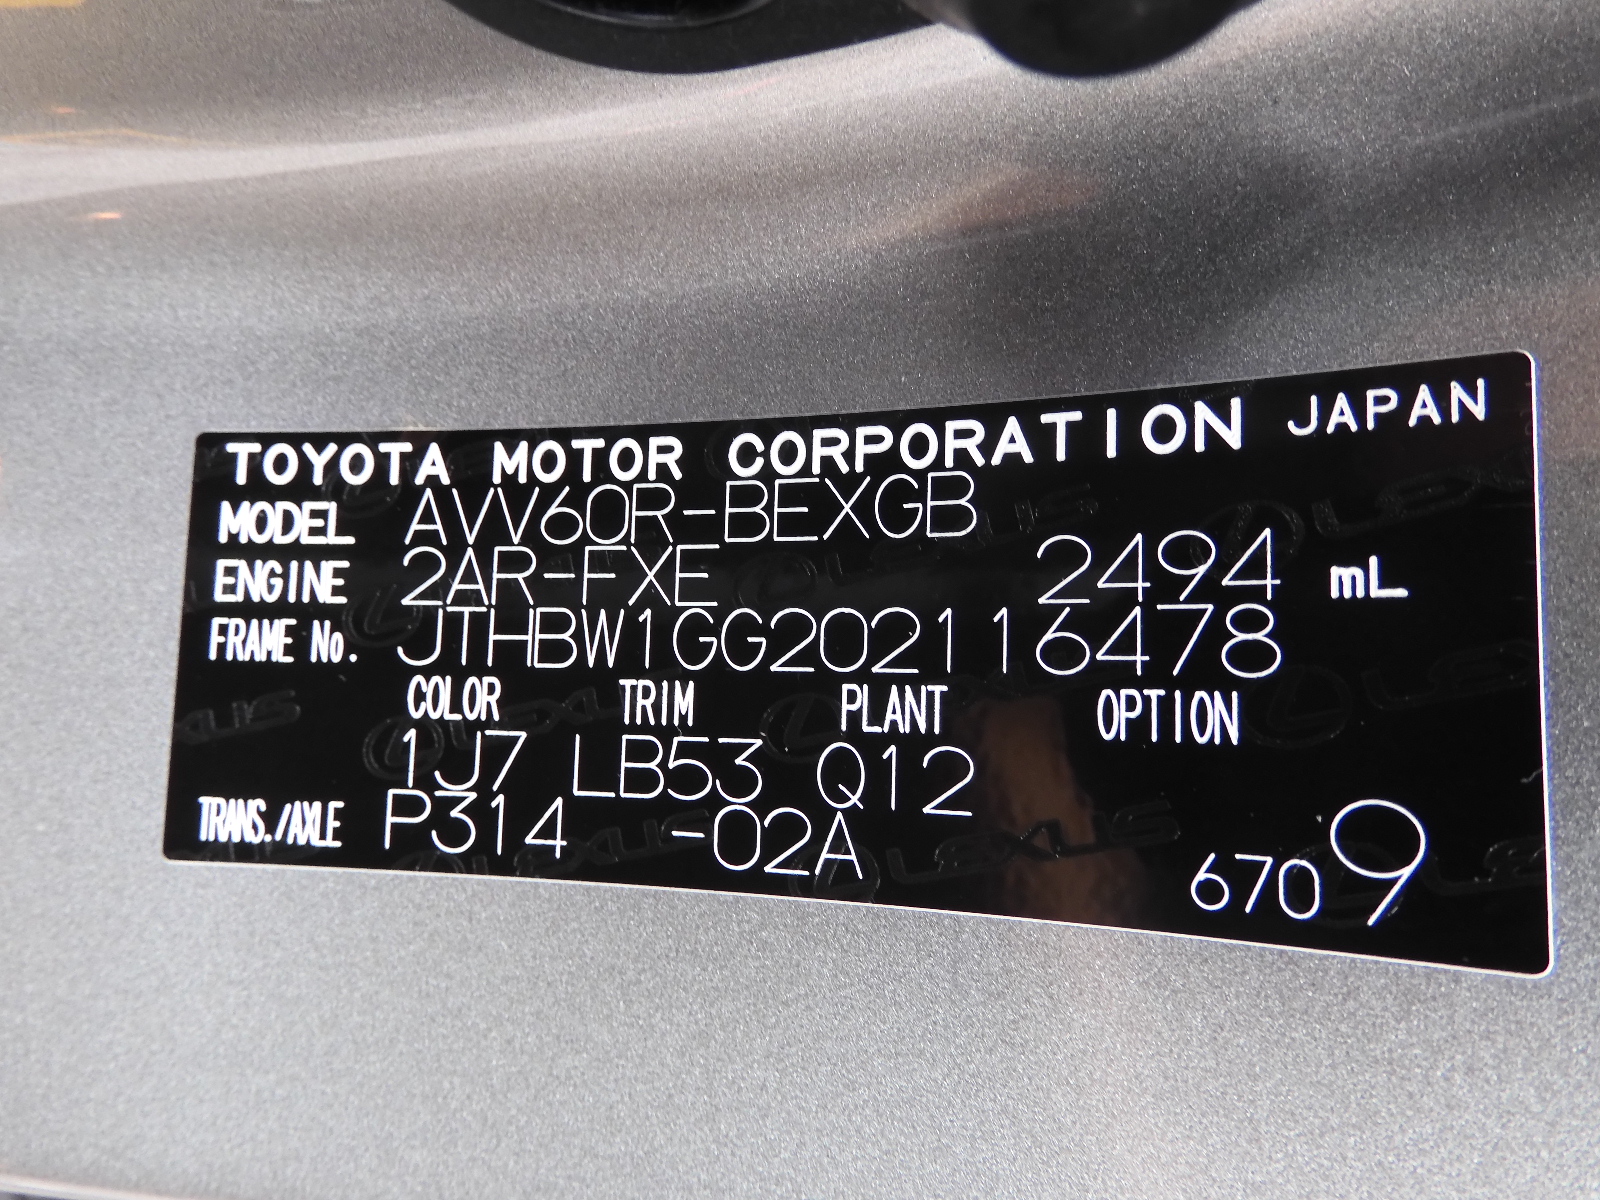 TOYOTA MOTOR CORPORATION JAPAN
MODEL AVV60R-BEXGB
ENGINE 2AR-FXE 2494 mL
FRAME No. JTHBW1GG202116478
COLOR TRIM PLANT OPTION
1J7 LB53 Q12
TRANS./AXLE P314 -02A
6709